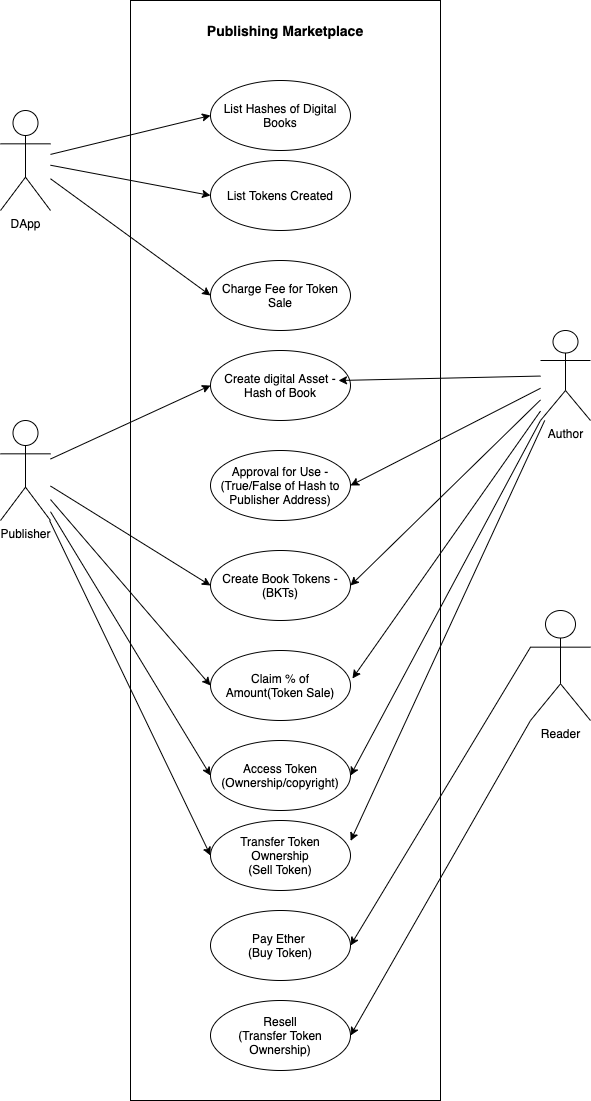 Publishing Marketplace
List Hashes of Digital
Books
List Tokens Created
DApp
Charge Fee for Token
Sale
Create digital Asset -
Hash of Book
Author
Approval for Use -
(True/False of Hash to
Publisher Address)
Publisher
Create Book Tokens -
(BKTs)
Claim % of
Amount(Token Sale)
Reader
Access Token
(Ownership/copyright)
Transfer Token
Ownership
(Sell Token)
Pay Ether
(Buy Token)
Resell
(Transfer Token
Ownership)